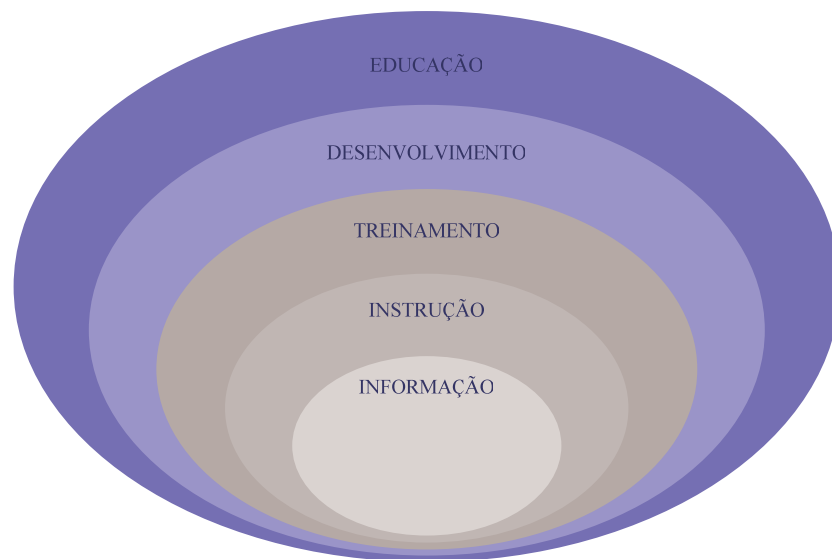 EDUCAÇÃO
DESENVOLVIMENTO
TREINAMENTO
INSTRUÇÃO
INFORMAÇÃO